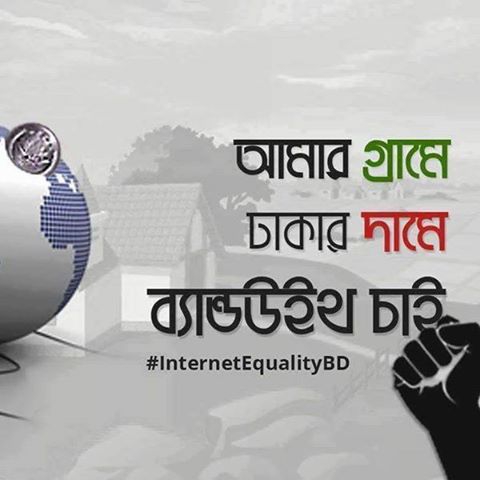 আমার গ্রামে
ঢাকার দামে
ব্যান্ডউইথ চাই
#InternetEqualityBD